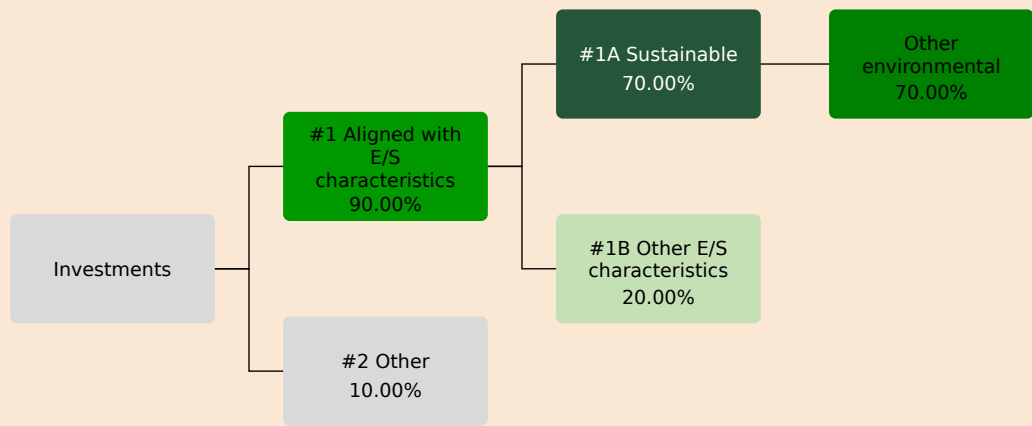 Investments
#1 Aligned with
E/S
characteristics
90.00%
#2 Other
10.00%
#1A Sustainable
70.00%
#1B Other E/S
characteristics
20.00%
Other
environmental
70.00%